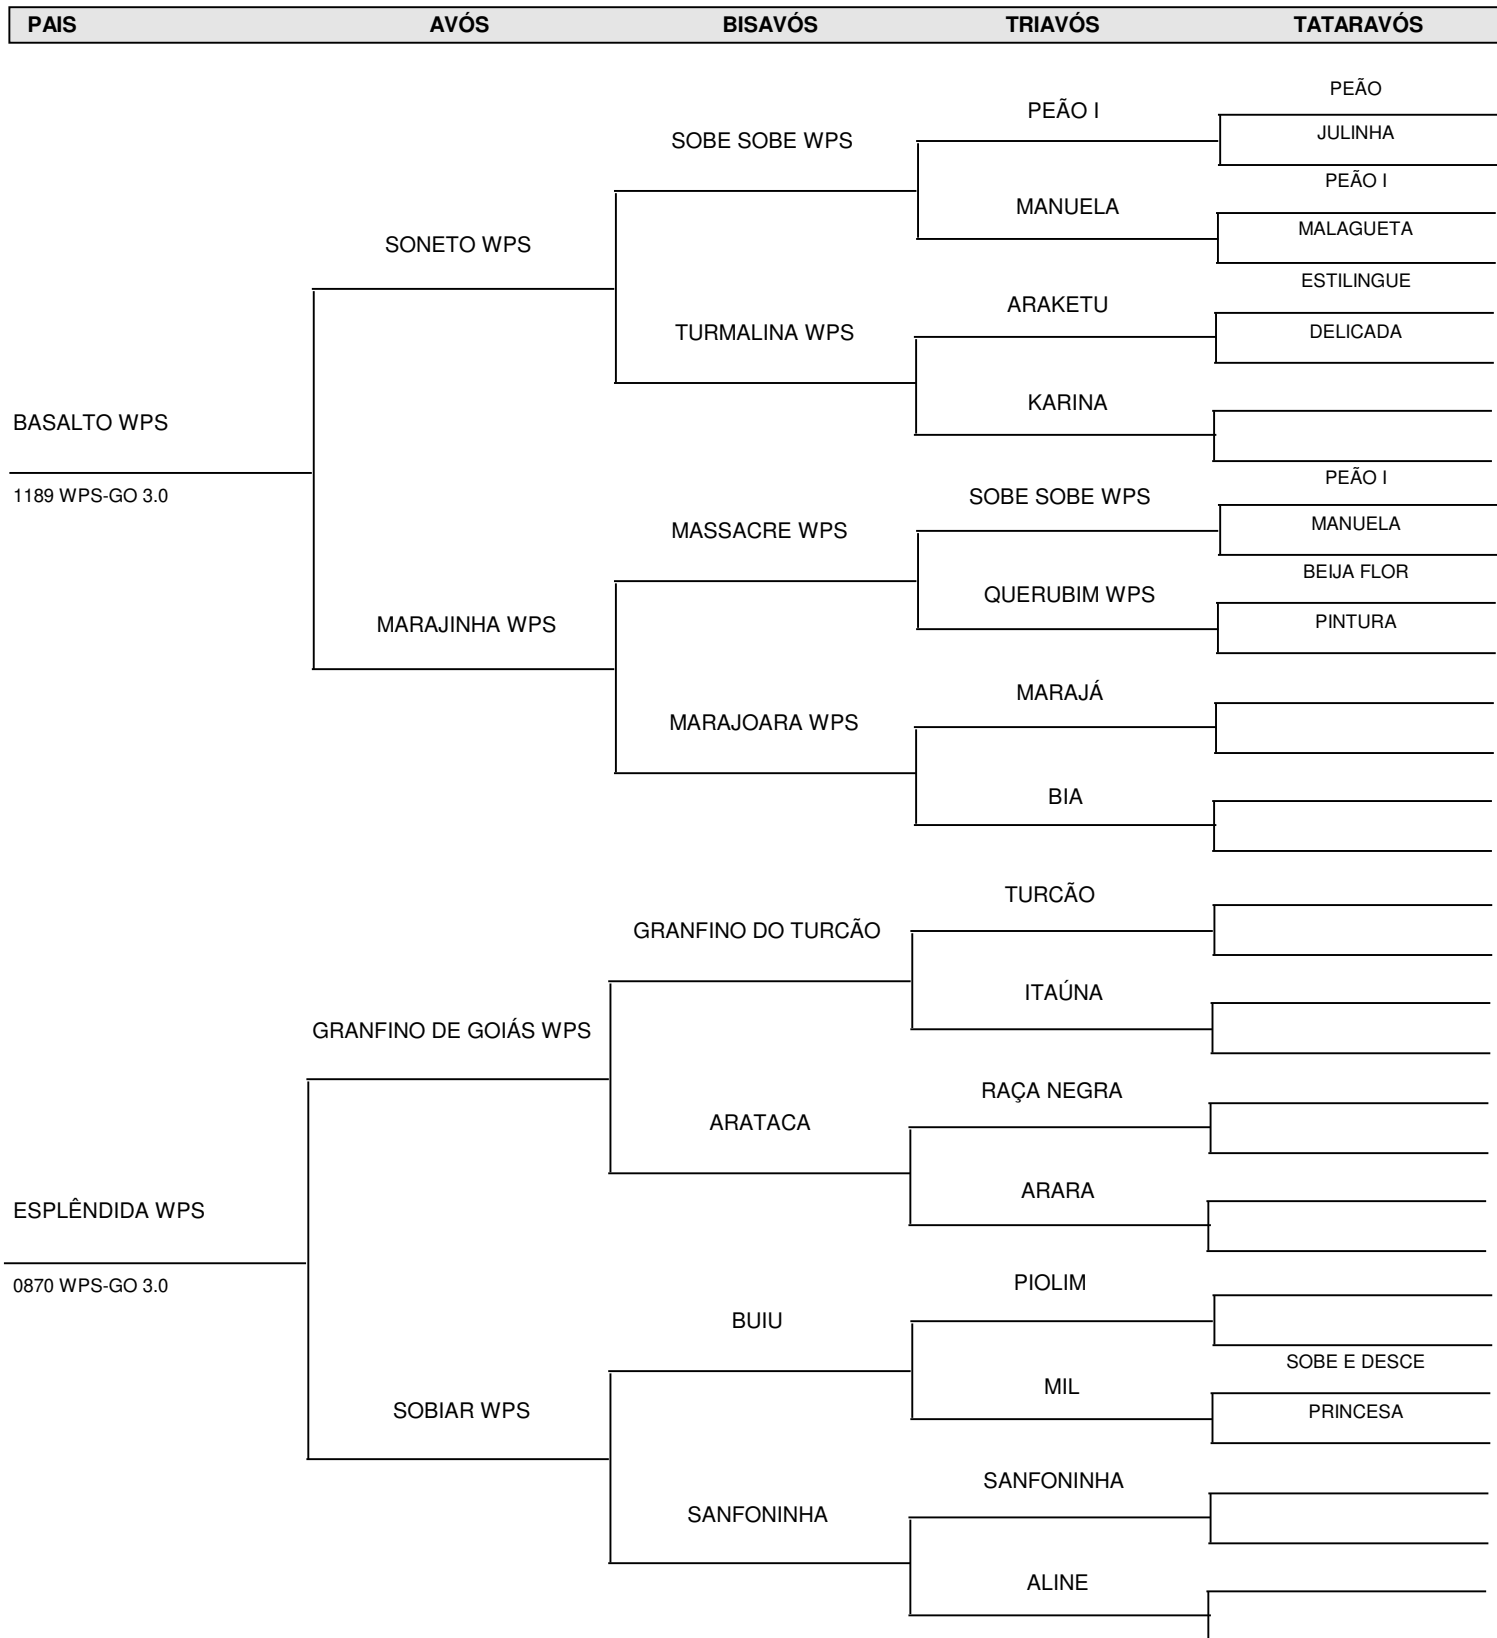 PAIS AVÓS BISAVÓS TRIAVÓS TATARAVÓS
PEÃO
PEÃO I
JULINHA
SOBE SOBE WPS
PEÃO I
MANUELA
MALAGUETA
SONETO WPS
ESTILINGUE
ARAKETU
TURMALINA WPS
DELICADA
KARINA
BASALTO WPS
PEÃO I
1189 WPS-GO 3.0
SOBE SOBE WPS
MANUELA
MASSACRE WPS
BEIJA FLOR
QUERUBIM WPS
PINTURA
MARAJINHA WPS
MARAJÁ
MARAJOARA WPS
BIA
TURCÃO
GRANFINO DO TURCÃO
ITAÚNA
GRANFINO DE GOIÁS WPS
RAÇA NEGRA
ARATACA
ARARA
ESPLÊNDIDA WPS
0870 WPS-GO 3.0
PIOLIM
BUIU
SOBE E DESCE
MIL
SOBIAR WPS
PRINCESA
SANFONINHA
SANFONINHA
ALINE